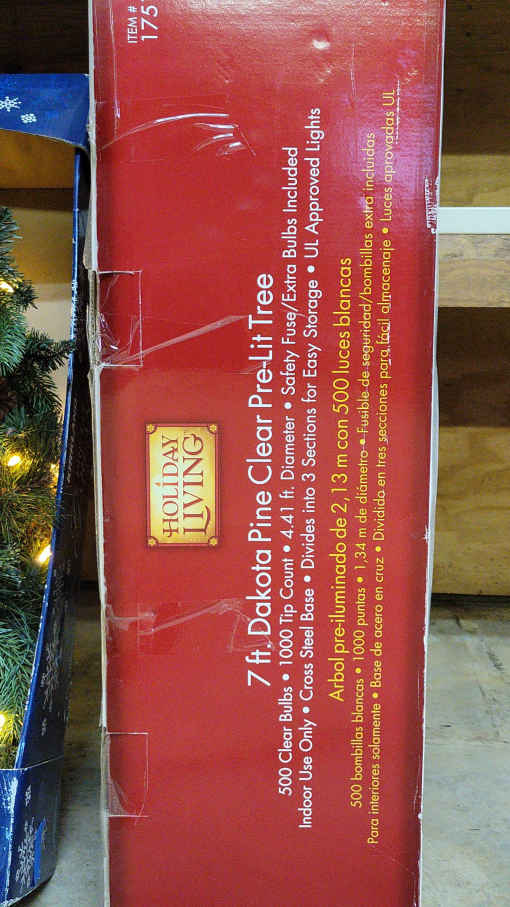 ITEM #
175
HOLIDAY
LIVING
7 ft. Dakota Pine Clear Pre-Lit Tree
500 Clear Bulbs • 1000 Tip Count • 4.41 ft. Diameter • Safety Fuse/Extra Bulbs Included
Indoor Use Only • Cross Steel Base • Divides into 3 Sections for Easy Storage • UL Approved Lights
Arbol pre-iluminado de 2,13 m con 500 luces blancas
500 bombillas blancas • 1000 puntas • 1,34 m de diámetro • Fusible de seguridad/bombillas extra incluidas
Para interiores solamente • Base de acero en cruz • Dividido en tres secciones para fácil almacenaje • Luces aprovadas UL